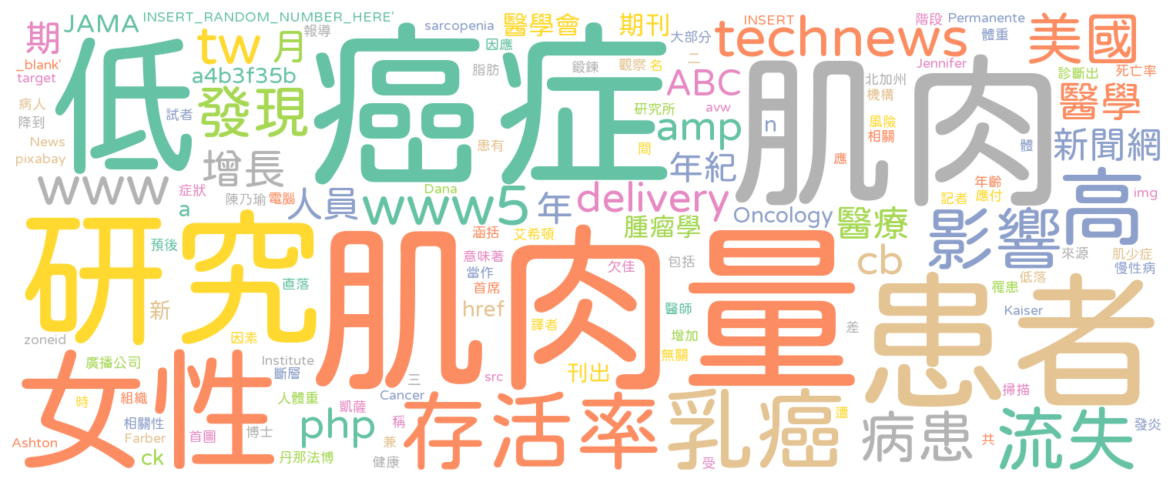 JAMA
INSERT_RANDOM_NUMBER_HERE'
sarcopenia
醫學會
期刊
大部分
INSERT
階段
Permanente
美國
期
tw
月
報導
因應
二
technews
體重
_blank'
target
a4b3f35b
低
癌症
脂肪
鍛鍊
觀察
名
ABC
肌肉
Jennifer
北加州
機構
診斷出
死亡率
醫學
病人
降到
試者
發現
研究所
avw
amp
n
風險
相關
體
新聞網
News
pixabay
增長
患有
間
年紀
應
www
症狀
陳乃瑜
電腦
Dana
delivery
年齡
應付
記者
img
a
人員
www5
年
Oncology
醫療
影響
高
研究
預後
直落
涵括
意味著
當作
首席
艾希頓
腫瘤學
欠佳
包括
cb
來源
肌少症
慢性病
低落
罹患
zoneid
新
因素
肌肉量
href
譯者
醫師
增加
差
無關
患者
Kaiser
廣播公司
Institute
斷層
三
src
刊出
女性
時
組織
人體重
Cancer
掃描
相關性
Farber
首圖
博士
php
凱薩
稱
存活率
乳癌
遭
病患
共
流失
發炎
Ashton
ck
丹那法博
兼
健康
受